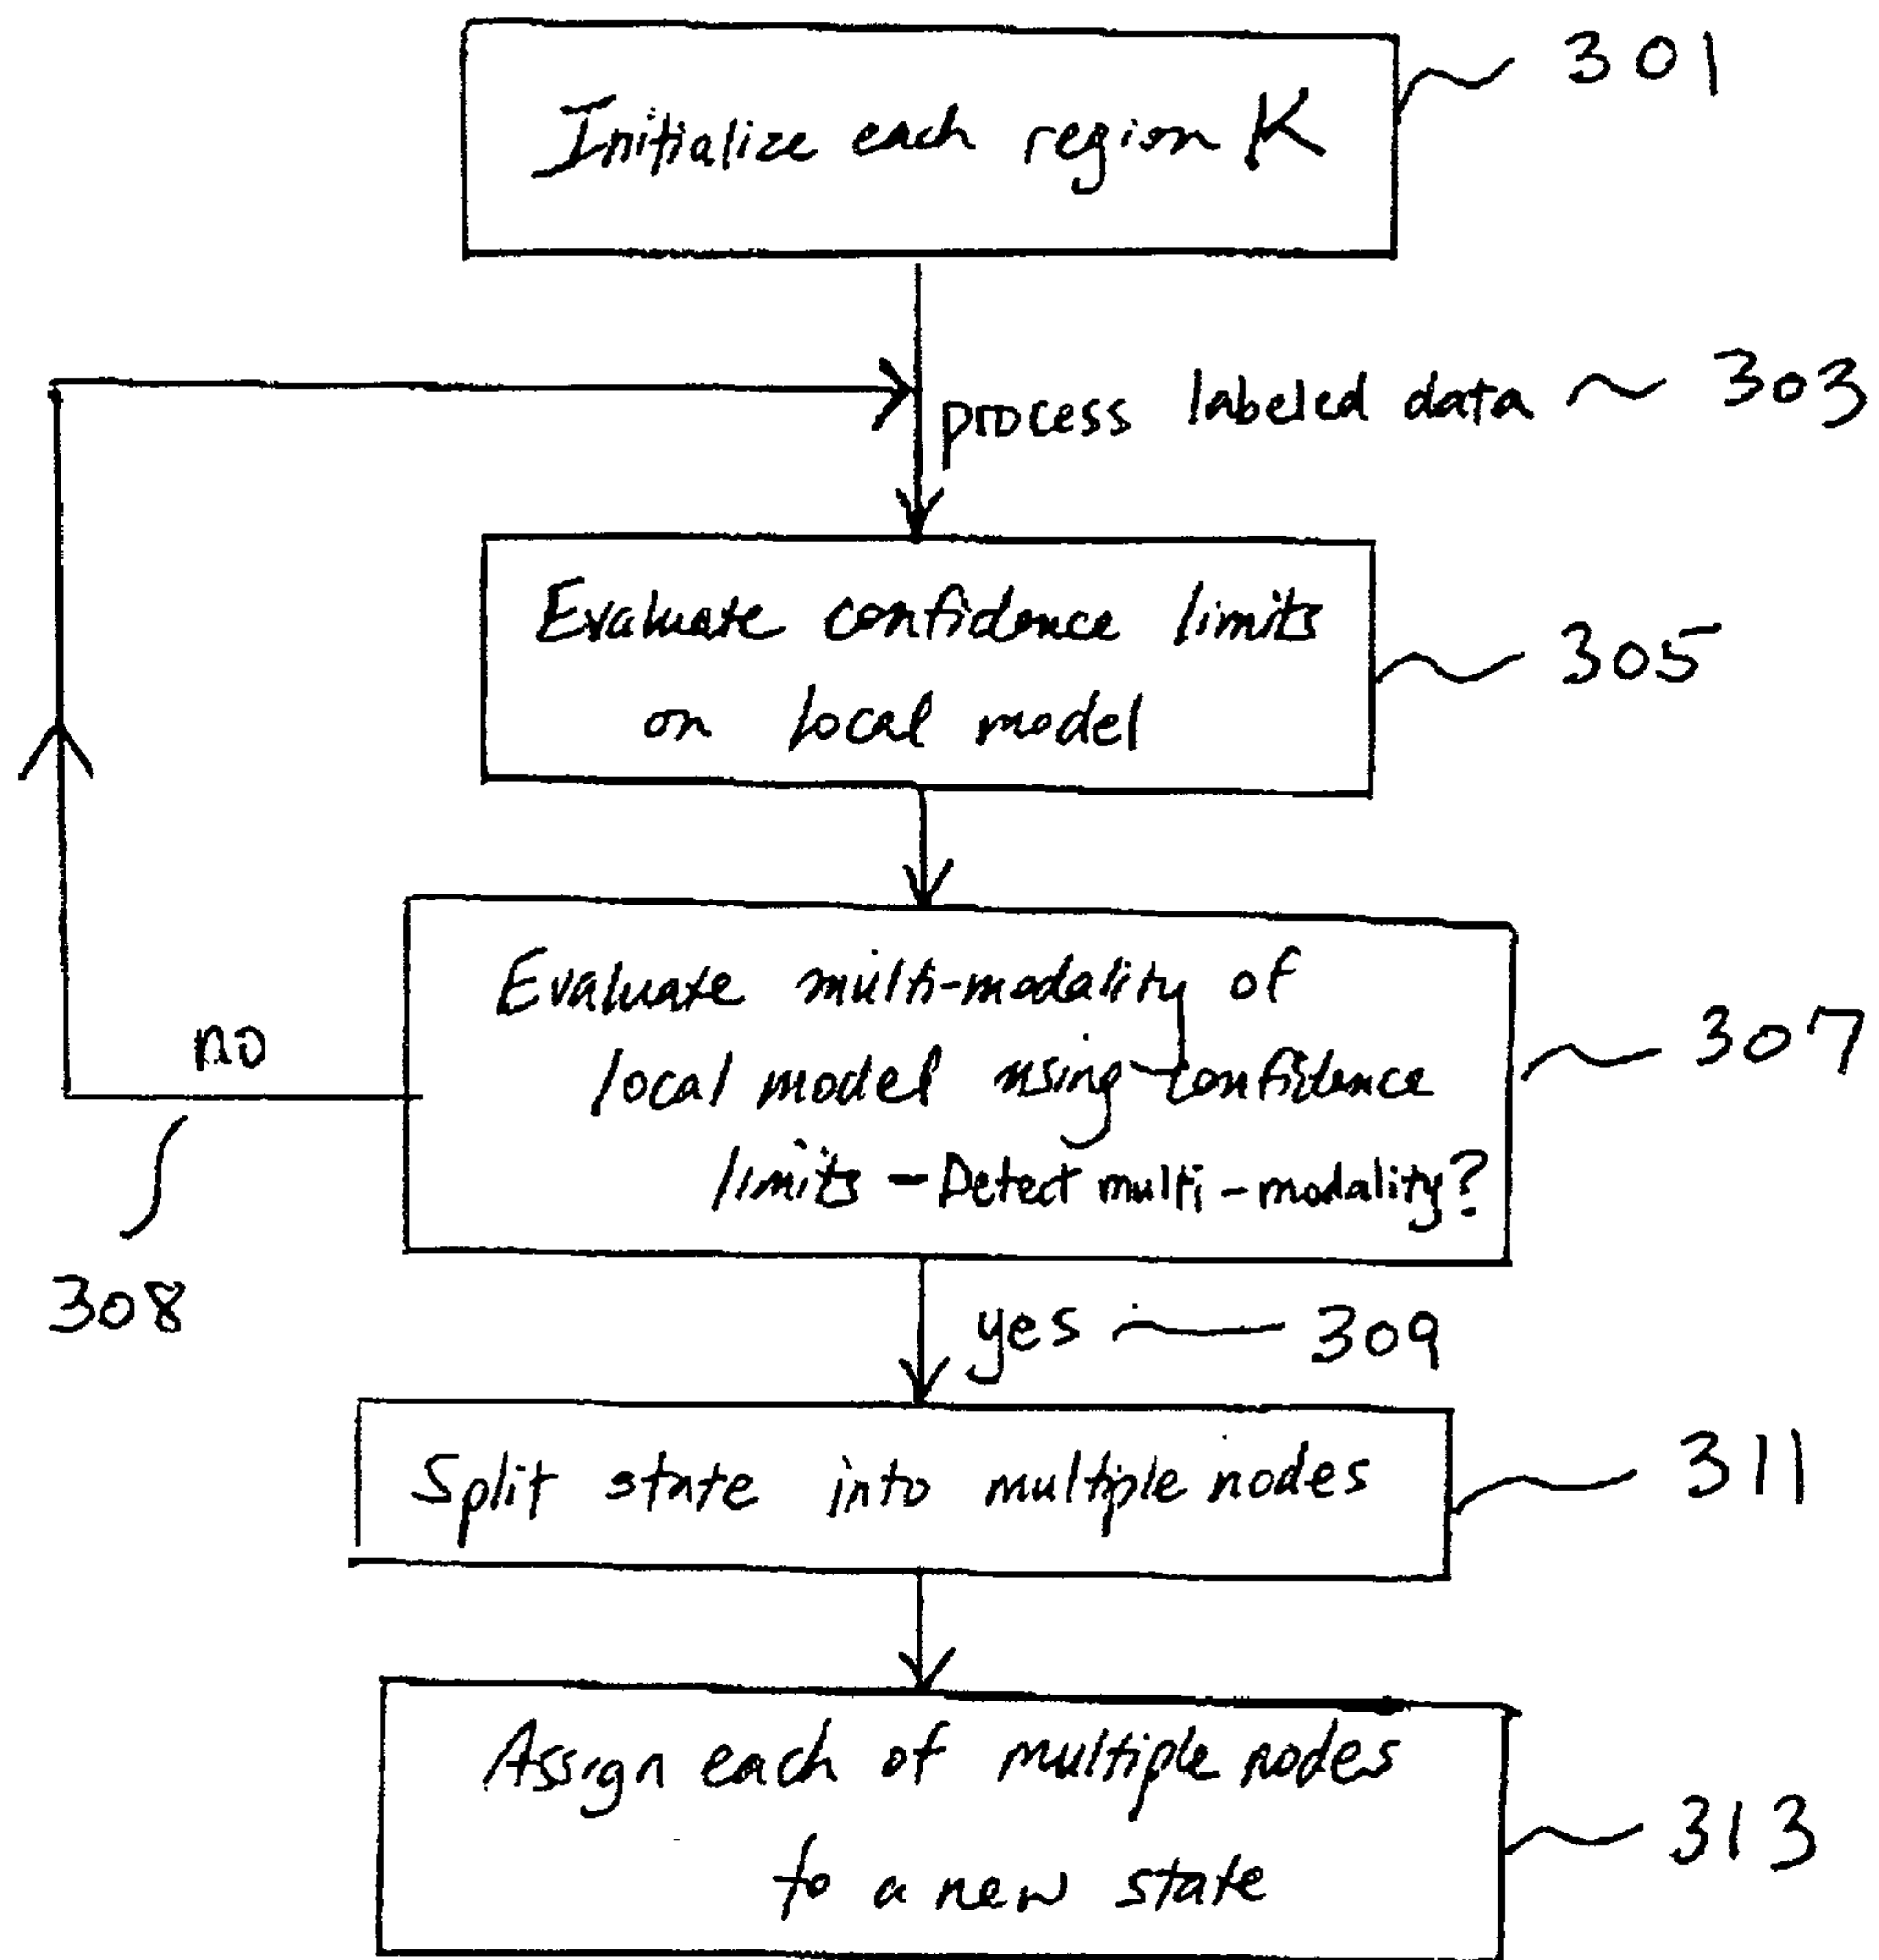 Initialize each region K
301
process labeled data
303
Evaluate confidence limits
on local model
305
Evaluate multi-modality of
local model using confidence
limits - Detect multi-modality?
307
no
308
yes
309
Split state into multiple nodes
311
Assign each of multiple nodes
to a new state
313